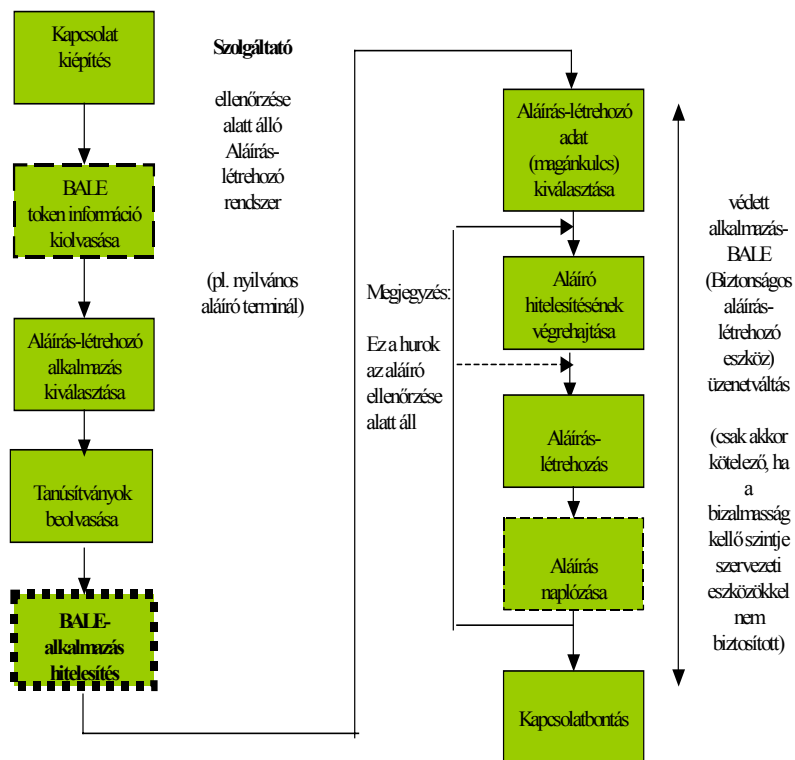 Kapcsolat
kiépítés
BALE
token információ
kiolvasása
Aláírás-létrehozó
alkalmazás
kiválasztása
Tanúsítványok
beolvasása
BALE-
alkalmazás
hitelesítés
Szolgáltató
ellenőrzése
alatt álló
Aláírás-
létrehozó
rendszer
(pl. nyilvános
aláíró terminál)
Megjegyzés:
Ez a hurok
az aláíró
ellenőrzése
alatt áll
Aláírás-létrehozó
adat
(magánkulcs)
kiválasztása
Aláíró
hitelesítésének
végrehajtása
Aláírás-
létrehozás
Aláírás
naplózása
Kapcsolatbontás
védett
alkalmazás-
BALE
(Biztonságos
aláírás-
létrehozó
eszköz)
üzenetváltás
(csak akkor
kötelező, ha
a
bizalmasság
kellő szintje
szervezeti
eszközökkel
nem
biztosított)